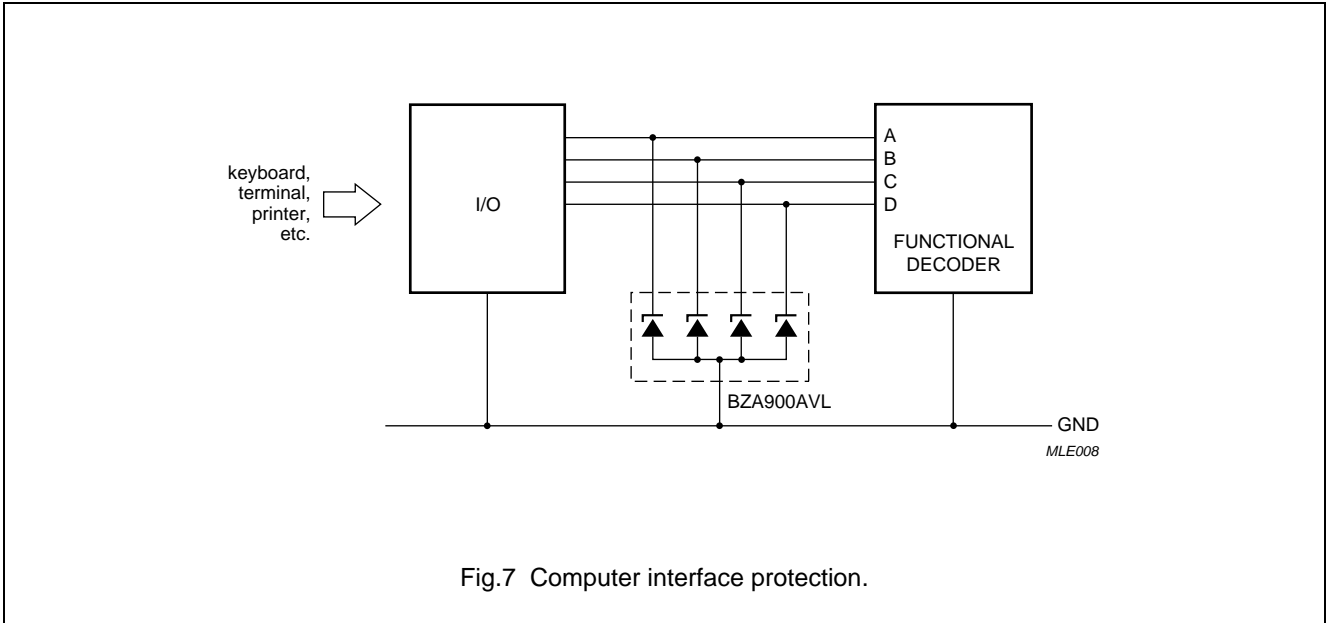 keyboard,
terminal,
printer,
etc.
I/O
A
B
C
D
FUNCTIONAL
DECODER
BZA900AVL
GND
MLE008
Fig.7 Computer interface protection.